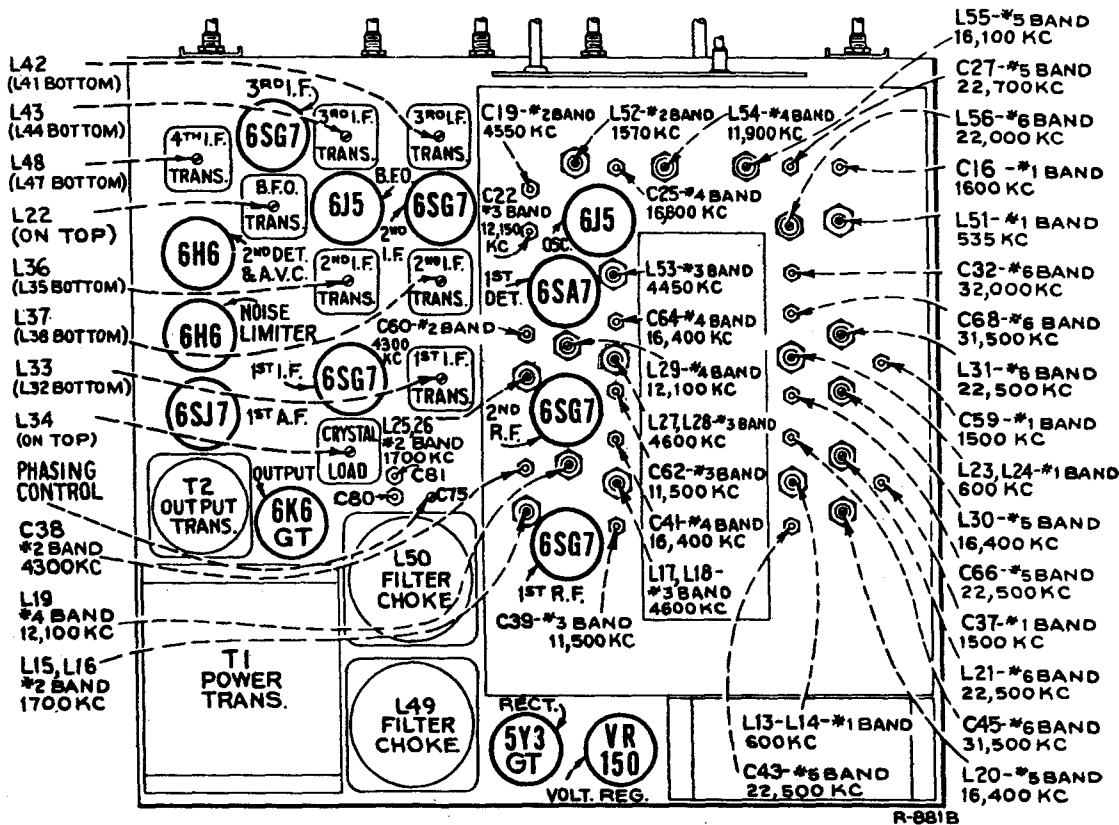 L42
(L41 BOTTOM)
L43
(L44 BOTTOM)
L48
(L47 BOTTOM)
L22
(ON TOP)
L36
(L35 BOTTOM)
L37
(L38 BOTTOM)
L33
(L32 BOTTOM)
L34
(ON TOP)
PHASING
CONTROL
C38
#2 BAND
4300 KC
L19
#4 BAND
12,100 KC
L15, L16
#2 BAND
1700 KC
3RD I.F.
6SG7
3RD I.F.
TRANS.
3RD I.F.
TRANS.
4TH I.F.
TRANS.
B.F.O.
TRANS.
6J5
B.F.O.
6SG7
2ND
I.F.
6H6
2ND DET.
& A.V.C.
2ND I.F.
TRANS.
2ND I.F.
TRANS.
6H6
NOISE
LIMITER
C60-#2 BAND
4300
KC
1ST I.F.
6SG7
1ST I.F.
TRANS.
6SJ7
1ST A.F.
CRYSTAL
LOAD
L25,26
#2 BAND
1700 KC
C81
C80
C75
T2
OUTPUT
TRANS.
OUTPUT
6K6
GT
L50
FILTER
CHOKE
T1
POWER
TRANS.
L49
FILTER
CHOKE
RECT.
5Y3
GT
VR
150
VOLT. REG.
C19-#2 BAND
4550 KC
L52-#2 BAND
1570 KC
L54-#4 BAND
11,900 KC
C22
#3 BAND
12,150
KC
C25-#4 BAND
16,600 KC
OSC.
6J5
1ST
DET.
6SA7
L53-#3 BAND
4450 KC
C64-#4 BAND
16,400 KC
L29-#4 BAND
12,100 KC
2ND
R.F.
6SG7
L27, L28-#3 BAND
4600 KC
C62-#3 BAND
11,500 KC
C41-#4 BAND
16,400 KC
6SG7
1ST R.F.
L17, L18-
#3 BAND
4600 KC
C39-#3 BAND
11,500 KC
L13-L14-#1 BAND
600 KC
C43-#5 BAND
22,500 KC
L55-#5 BAND
16,100 KC
C27-#5 BAND
22,700 KC
L56-#6 BAND
22,000 KC
C16-#1 BAND
1600 KC
L51-#1 BAND
535 KC
C32-#6 BAND
32,000 KC
C68-#6 BAND
31,500 KC
L31-#6 BAND
22,500 KC
C59-#1 BAND
1500 KC
L23, L24-#1 BAND
600 KC
L30-#5 BAND
16,400 KC
C66-#5 BAND
22,500 KC
C37-#1 BAND
1500 KC
L21-#6 BAND
22,500 KC
C45-#6 BAND
31,500 KC
L20-#5 BAND
16,400 KC
R-881B